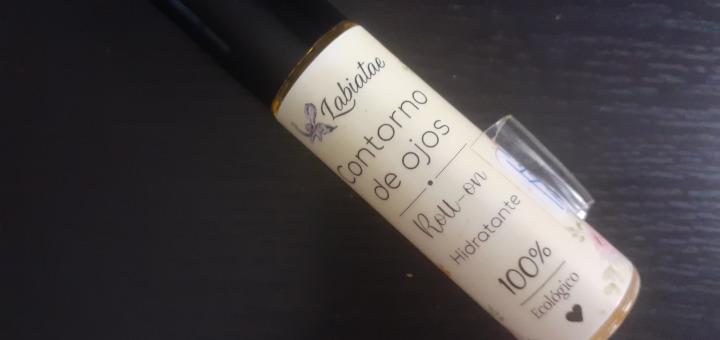 Labiatae
Contorno
de ojos
Roll-on
Hidratante
100%
Ecológico